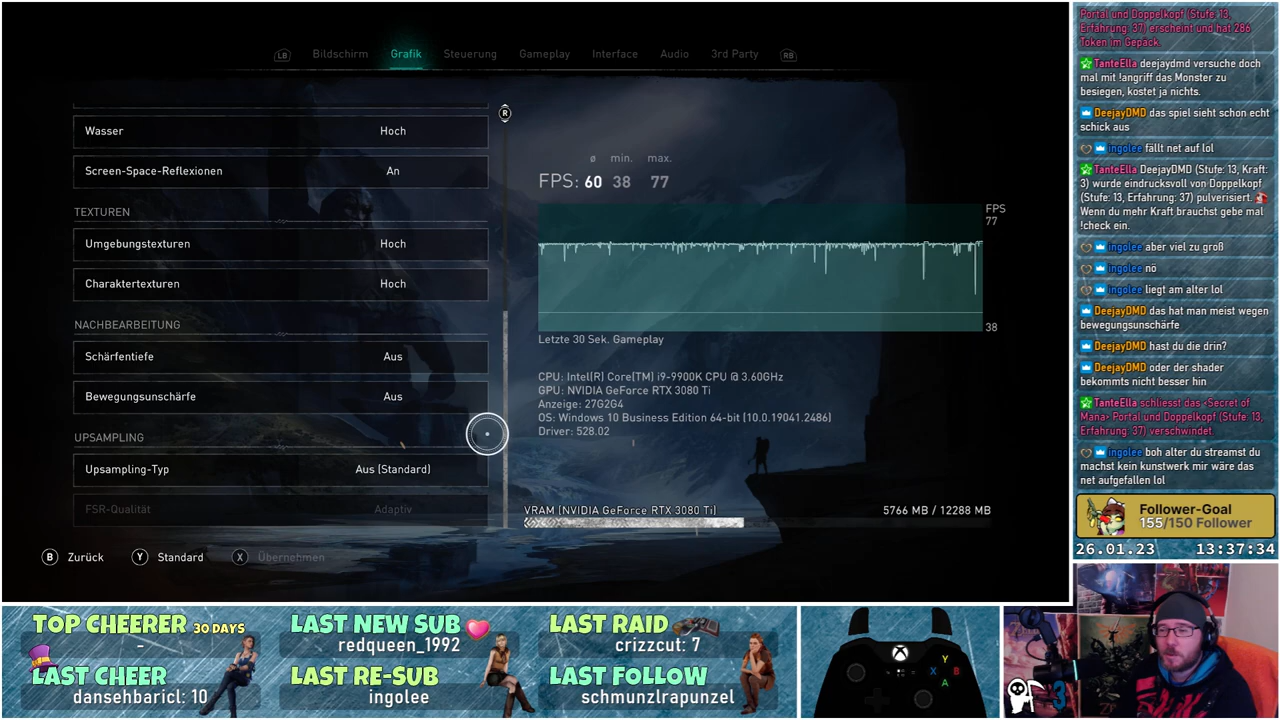 LB
Bildschirm
Grafik
Steuerung
Gameplay
Interface
Audio
3rd Party
RB
Wasser
Hoch
Screen-Space-Reflexionen
An
TEXTUREN
Umgebungstexturen
Hoch
Charaktertexturen
Hoch
NACHBEARBEITUNG
Schärfentiefe
Aus
Bewegungsunschärfe
Aus
UPSAMPLING
Upsampling-Typ
Aus (Standard)
FSR-Qualität
Adaptiv
B Zurück
Y Standard
X Übernehmen
R
ø min. max.
FPS: 60 38 77
FPS
77
38
Letzte 30 Sek. Gameplay
CPU: Intel(R) Core(TM) i9-9900K CPU @ 3.60GHz
GPU: NVIDIA GeForce RTX 3080 Ti
Anzeige: 27G2G4
OS: Windows 10 Business Edition 64-bit (10.0.19041.2486)
Driver: 528.02
VRAM (NVIDIA GeForce RTX 3080 Ti)
5766 MB / 12288 MB
Portal und Doppelkopf (Stufe: 13,
Erfahrung: 37) erscheint und hat 286
Token im Gepäck.
TanteElla deejaydmd versuche doch
mal mit !angriff das Monster zu
besiegen, kostet ja nichts.
DeejayDMD das spiel sieht schon echt
schick aus
ingolee fällt net auf lol
TanteElla DeejayDMD (Stufe: 13, Kraft:
3) wurde eindrucksvoll von Doppelkopf
(Stufe: 13, Erfahrung: 37) pulverisiert.
Wenn du mehr Kraft brauchst gebe mal
!check ein.
ingolee aber viel zu groß
ingolee nö
ingolee liegt am alter lol
DeejayDMD das hat man meist wegen
bewegungsunschärfe
DeejayDMD hast du die drin?
DeejayDMD oder der shader
bekommts nicht besser hin
TanteElla schließt das «Secret of
Mana» Portal und Doppelkopf (Stufe: 13,
Erfahrung: 37) verschwindet.
ingolee boh alter du streamst du
machst kein kunstwerk mir wäre das
net aufgefallen lol
Follower-Goal
155/150 Follower
26.01.23 13:37:34
TOP CHEERER 30 DAYS
-
LAST NEW SUB
redqueen_1992
LAST RAID
crizzcut: 7
LAST CHEER
dansehbaricl: 10
LAST RE-SUB
ingolee
LAST FOLLOW
schmunzlrapunzel
Y
X
B
A
3